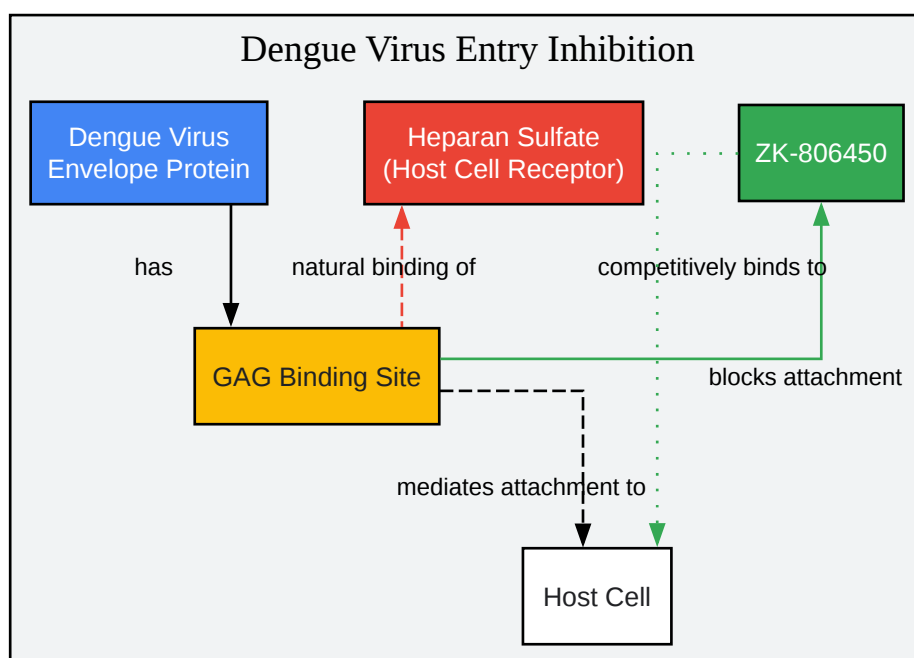 Dengue Virus Entry Inhibition
Dengue Virus
Envelope Protein
Heparan Sulfate
(Host Cell Receptor)
ZK-806450
has
natural binding of
competitively binds to
GAG Binding Site
blocks attachment
mediates attachment to
Host Cell